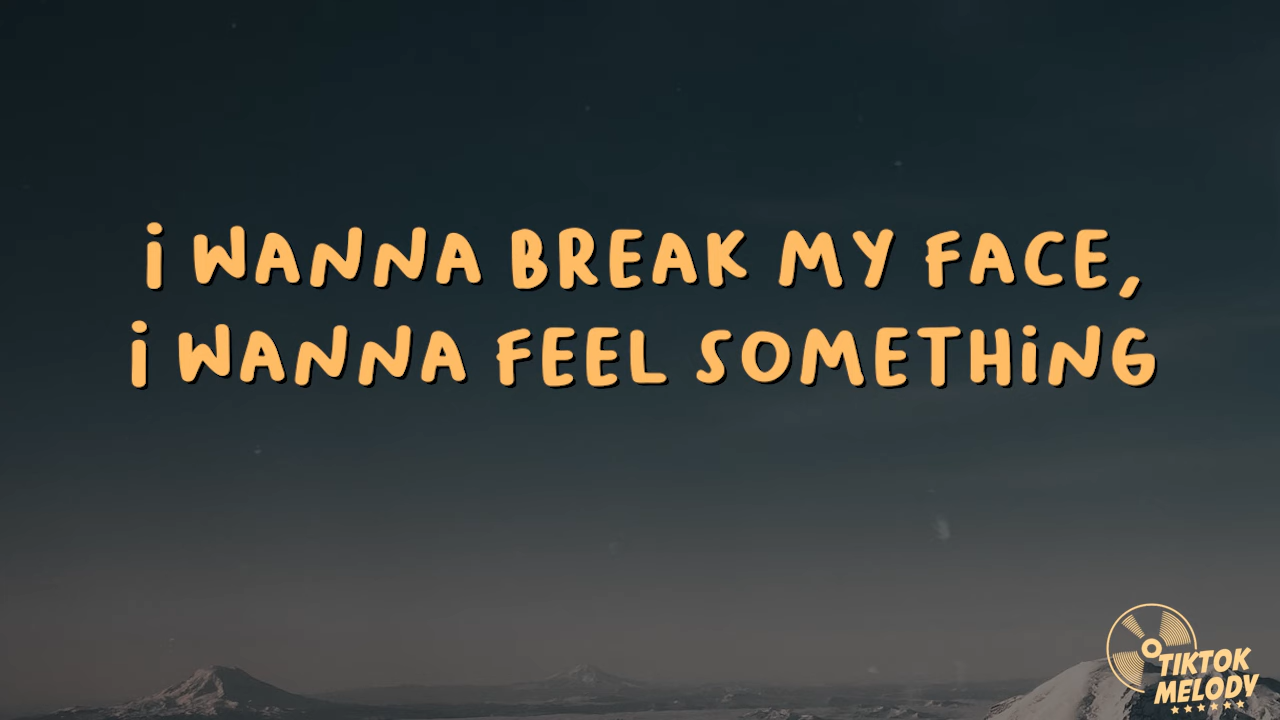 i WANNA BREAK MY FACE,
i WANNA FEEL SOMETHiNG
TIKTOK
MELODY